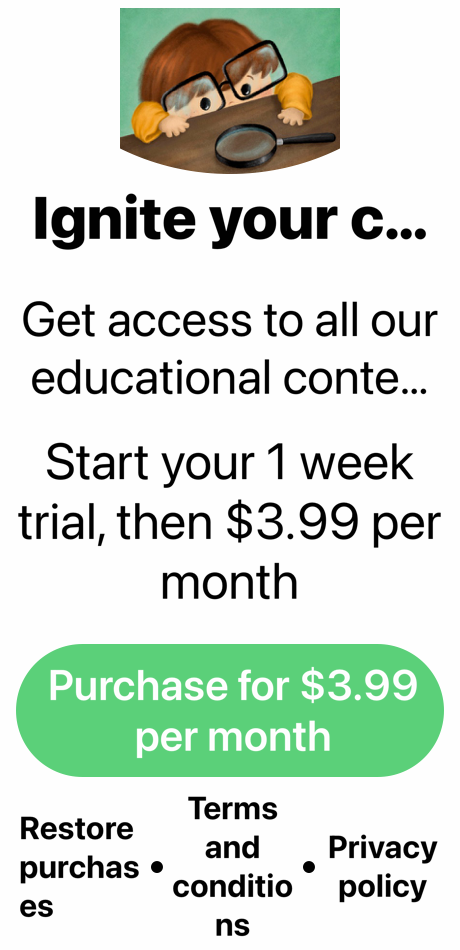 Ignite your c...
Get access to all our
educational conte...
Start your 1 week
trial, then $3.99 per
month
Purchase for $3.99
per month
Restore
purchas
es
•
Terms
and
conditio
ns
•
Privacy
policy